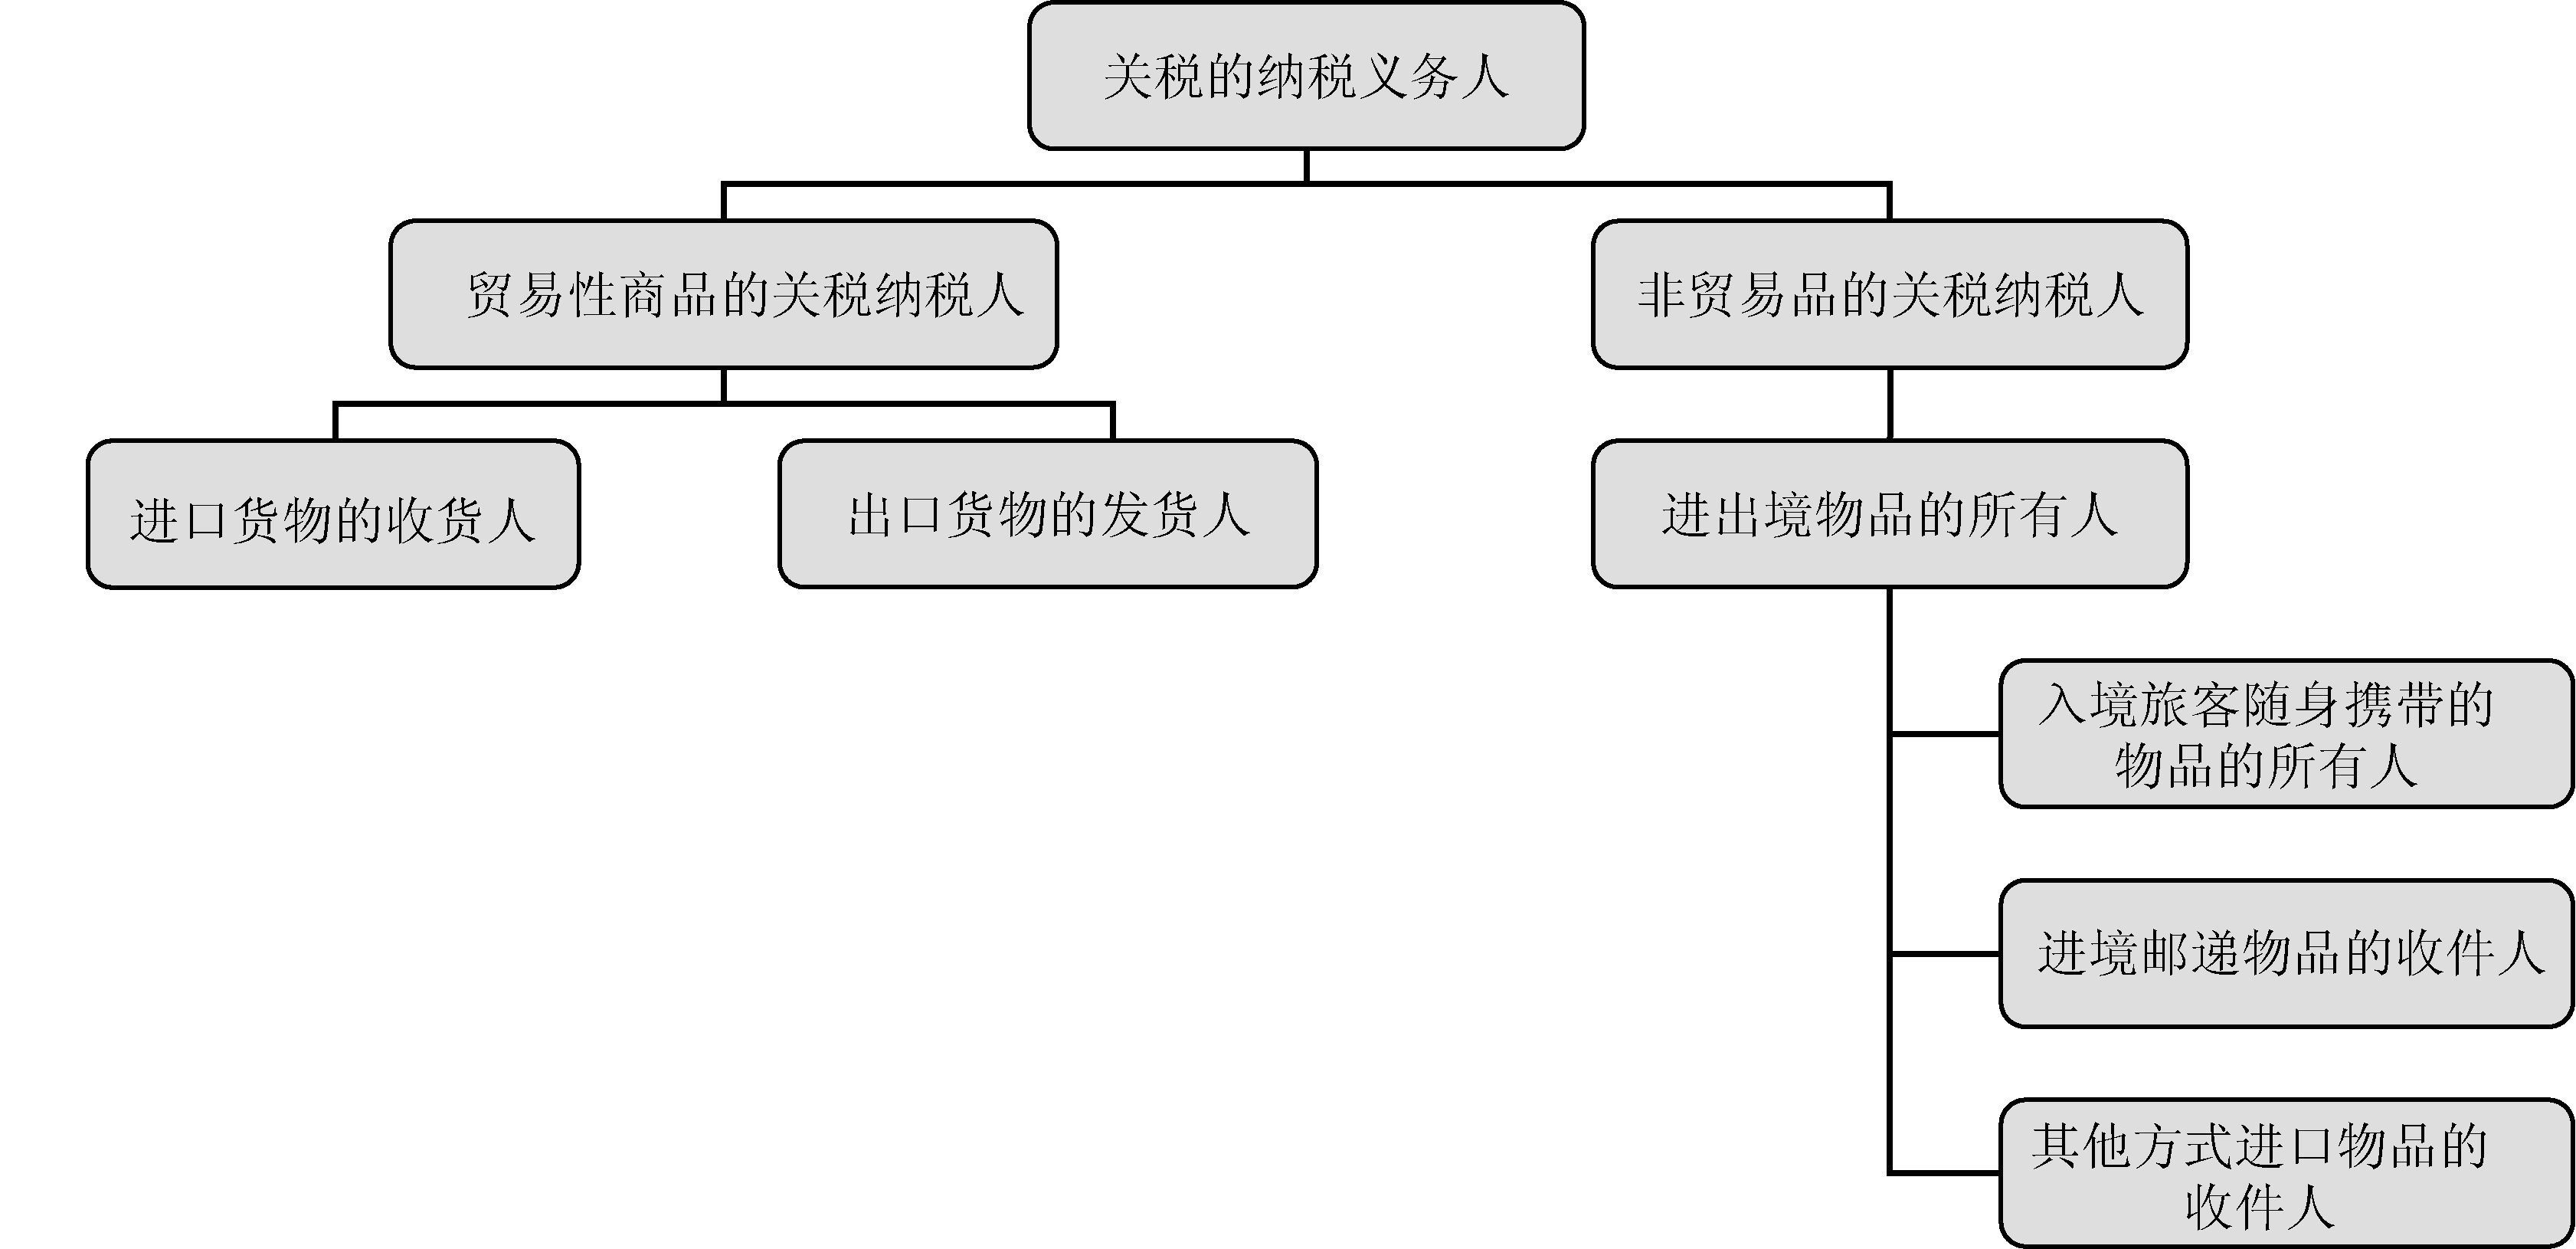 关税的纳税义务人
贸易性商品的关税纳税人
非贸易品的关税纳税人
进口货物的收货人
出口货物的发货人
进出境物品的所有人
入境旅客随身携带的
物品的所有人
进境邮递物品的收件人
其他方式进口物品的
收件人